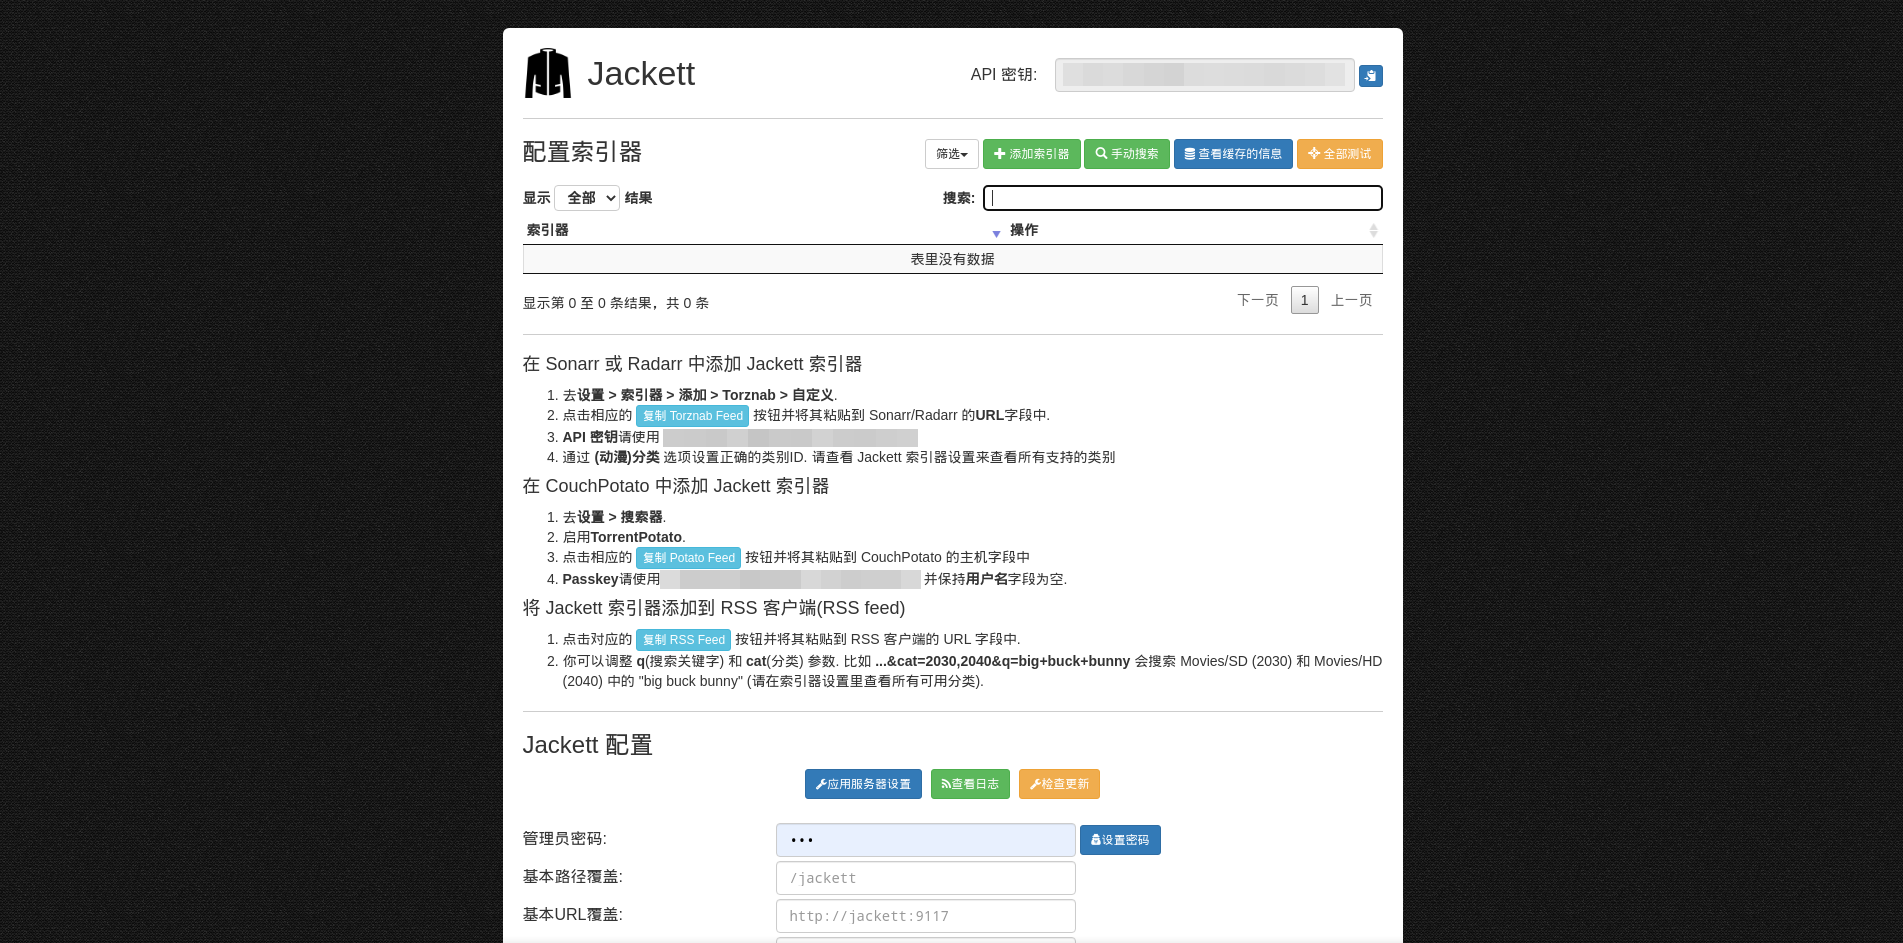 Jackett
API 密钥:
配置索引器
筛选 添加索引器 手动搜索 查看缓存的信息 全部测试
显示 全部 结果 搜索:
索引器 操作
表里没有数据
显示第 0 至 0 条结果，共 0 条
下一页 1 上一页
在 Sonarr 或 Radarr 中添加 Jackett 索引器
1. 去设置 > 索引器 > 添加 > Torznab > 自定义.
2. 点击相应的 复制 Torznab Feed 按钮并将其粘贴到 Sonarr/Radarr 的URL字段中.
3. API 密钥请使用
4. 通过 (动漫)分类 选项设置正确的类别ID. 请查看 Jackett 索引器设置来查看所有支持的类别
在 CouchPotato 中添加 Jackett 索引器
1. 去设置 > 搜索器.
2. 启用TorrentPotato.
3. 点击相应的 复制 Potato Feed 按钮并将其粘贴到 CouchPotato 的主机字段中
4. Passkey请使用 并保持用户名字段为空.
将 Jackett 索引器添加到 RSS 客户端(RSS feed)
1. 点击对应的 复制 RSS Feed 按钮并将其粘贴到 RSS 客户端的 URL 字段中.
2. 你可以调整 q(搜索关键字) 和 cat(分类) 参数. 比如 ...&cat=2030,2040&q=big+buck+bunny 会搜索 Movies/SD (2030) 和 Movies/HD
(2040) 中的 "big buck bunny" (请在索引器设置里查看所有可用分类).
Jackett 配置
应用服务器设置 查看日志 检查更新
管理员密码: ••• 设置密码
基本路径覆盖: /jackett
基本URL覆盖: http://jackett:9117